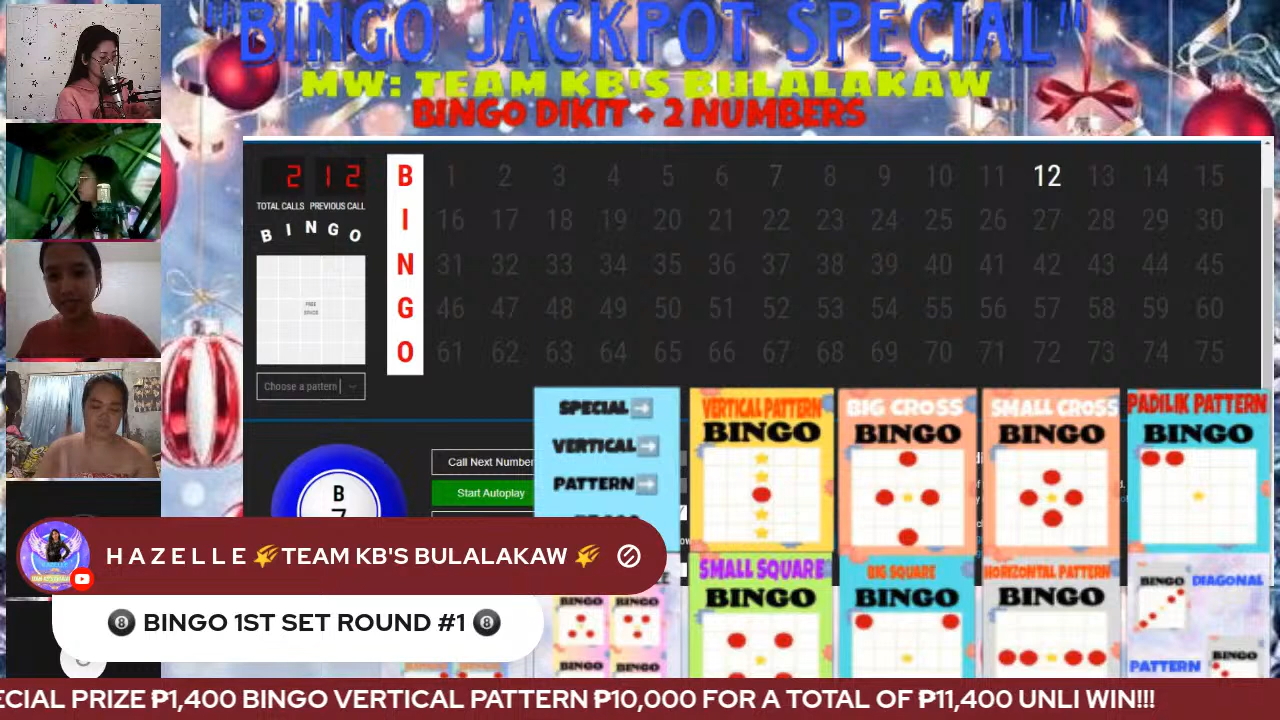 "BINGO JACKPOT SPECIAL"
MW: TEAM KB'S BULALAKAW
BINGO DIKIT + 2 NUMBERS
2 12
TOTAL CALLS PREVIOUS CALL
B I N G O
FREE
Choose a pattern
B 1 2 3 4 5 6 7 8 9 10 11 12 13 14 15
I 16 17 18 19 20 21 22 23 24 25 26 27 28 29 30
N 31 32 33 34 35 36 37 38 39 40 41 42 43 44 45
G 46 47 48 49 50 51 52 53 54 55 56 57 58 59 60
O 61 62 63 64 65 66 67 68 69 70 71 72 73 74 75
B
7
Call Next Number
Start Autoplay
SPECIAL ➡
VERTICAL ➡
PATTERN ➡
VERTICAL PATTERN
BINGO
BIG CROSS
BINGO
SMALL CROSS
BINGO
PADILIK PATTERN
BINGO
SMALL SQUARE
BINGO
BIG SQUARE
BINGO
HORIZONTAL PATTERN
BINGO
BINGO DIAGONAL
PATTERN BINGO
BINGO BINGO
BINGO BINGO
H A Z E L L E TEAM KB'S BULALAKAW
🎱 BINGO 1ST SET ROUND #1 🎱
ECIAL PRIZE ₱1,400 BINGO VERTICAL PATTERN ₱10,000 FOR A TOTAL OF ₱11,400 UNLI WIN!!!